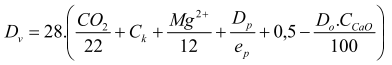 D_v = 28.(CO_2/22 + C_k + Mg^{2+}/12 + D_p/e_p + 0,5 − D_o.C_{CaO}/100)